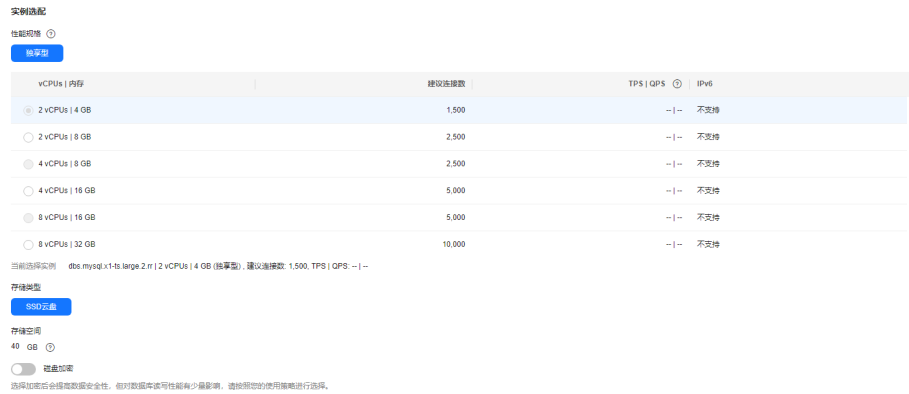 实例选配
性能规格 ?
独享型
vCPUs | 内存 建议连接数 TPS | QPS ? IPv6
2 vCPUs | 4 GB 1,500 -- | -- 不支持
2 vCPUs | 8 GB 2,500 -- | -- 不支持
4 vCPUs | 8 GB 2,500 -- | -- 不支持
4 vCPUs | 16 GB 5,000 -- | -- 不支持
8 vCPUs | 16 GB 5,000 -- | -- 不支持
8 vCPUs | 32 GB 10,000 -- | -- 不支持
当前选择实例 dbs.mysql.x1-ts.large.2.rr | 2 vCPUs | 4 GB (独享型) , 建议连接数: 1,500, TPS | QPS: -- | --
存储类型
SSD云盘
存储空间
40 GB ?
磁盘加密
选择加密后会提高数据安全性，但对数据库读写性能有少量影响，请按照您的使用策略进行选择。